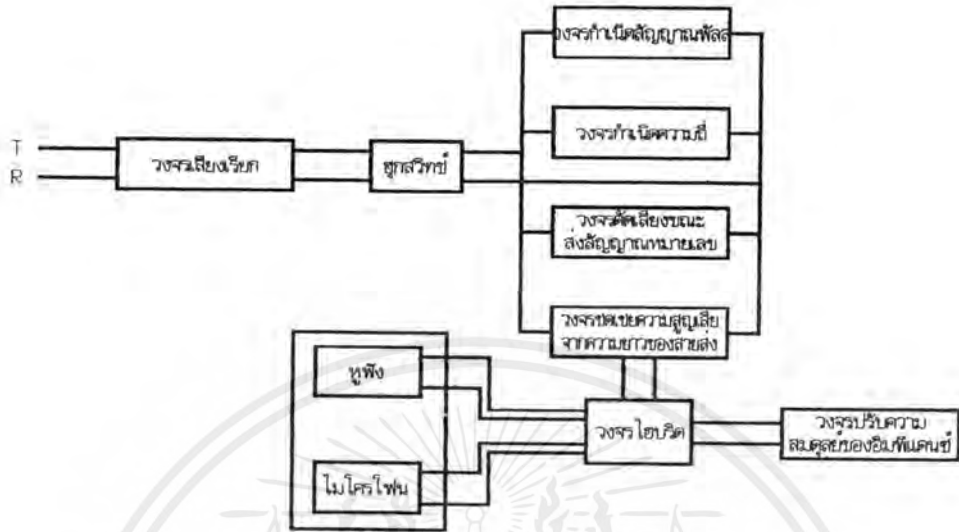 วงจรกำเนิดสัญญาณพัลส
วงจรกำเนิดความถี่
T
R
วงจรเสียงเรียก
ฮุกสวิทช์
วงจรตัดเสียงขณะ
ส่งสัญญาณหมายเลข
วงจรชดเชยความสูญเสีย
จากความยาวของสายส่ง
หูฟัง
วงจรไฮบริด
วงจรปรับความ
สมดุลย์ของอิมพีแดนซ์
ไมโครโฟน